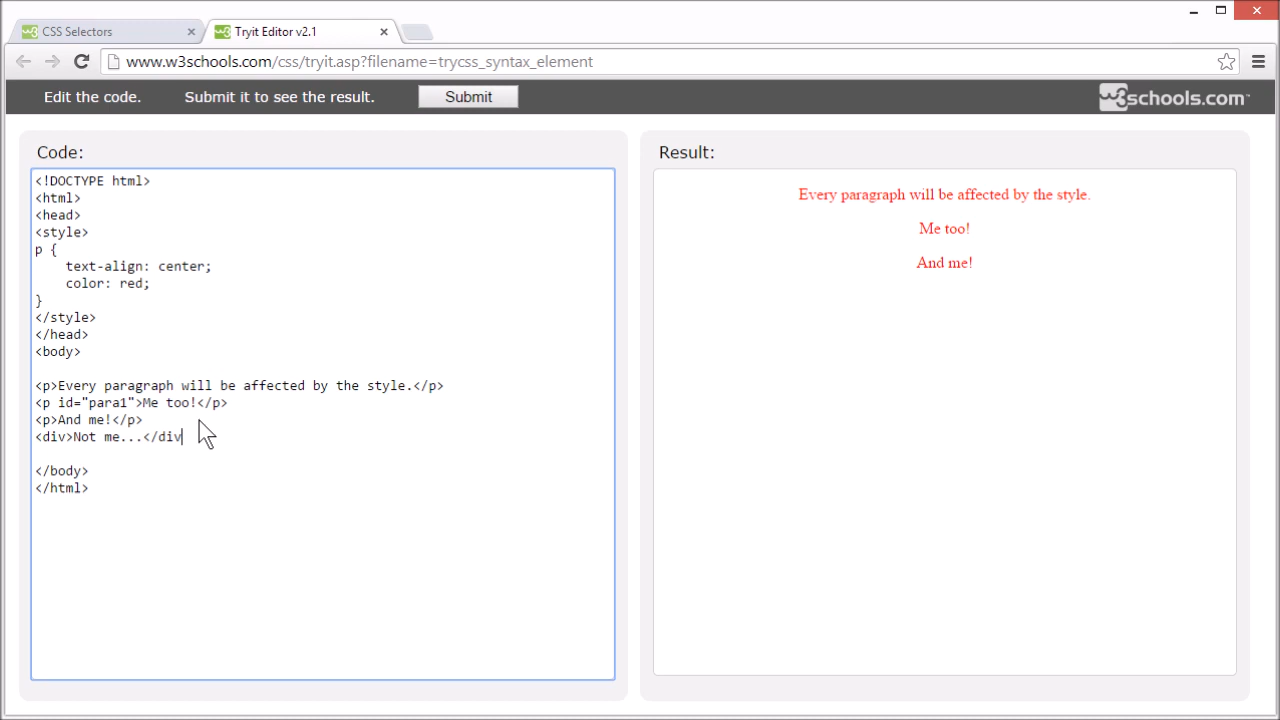 CSS Selectors
Tryit Editor v2.1
www.w3schools.com/css/tryit.asp?filename=trycss_syntax_element
Edit the code.
Submit it to see the result.
Submit
w3schools.com
Code:
<!DOCTYPE html>
<html>
<head>
<style>
p {
    text-align: center;
    color: red;
}
</style>
</head>
<body>
<p>Every paragraph will be affected by the style.</p>
<p id="para1">Me too!</p>
<p>And me!</p>
<div>Not me...</div
</body>
</html>
Result:
Every paragraph will be affected by the style.
Me too!
And me!